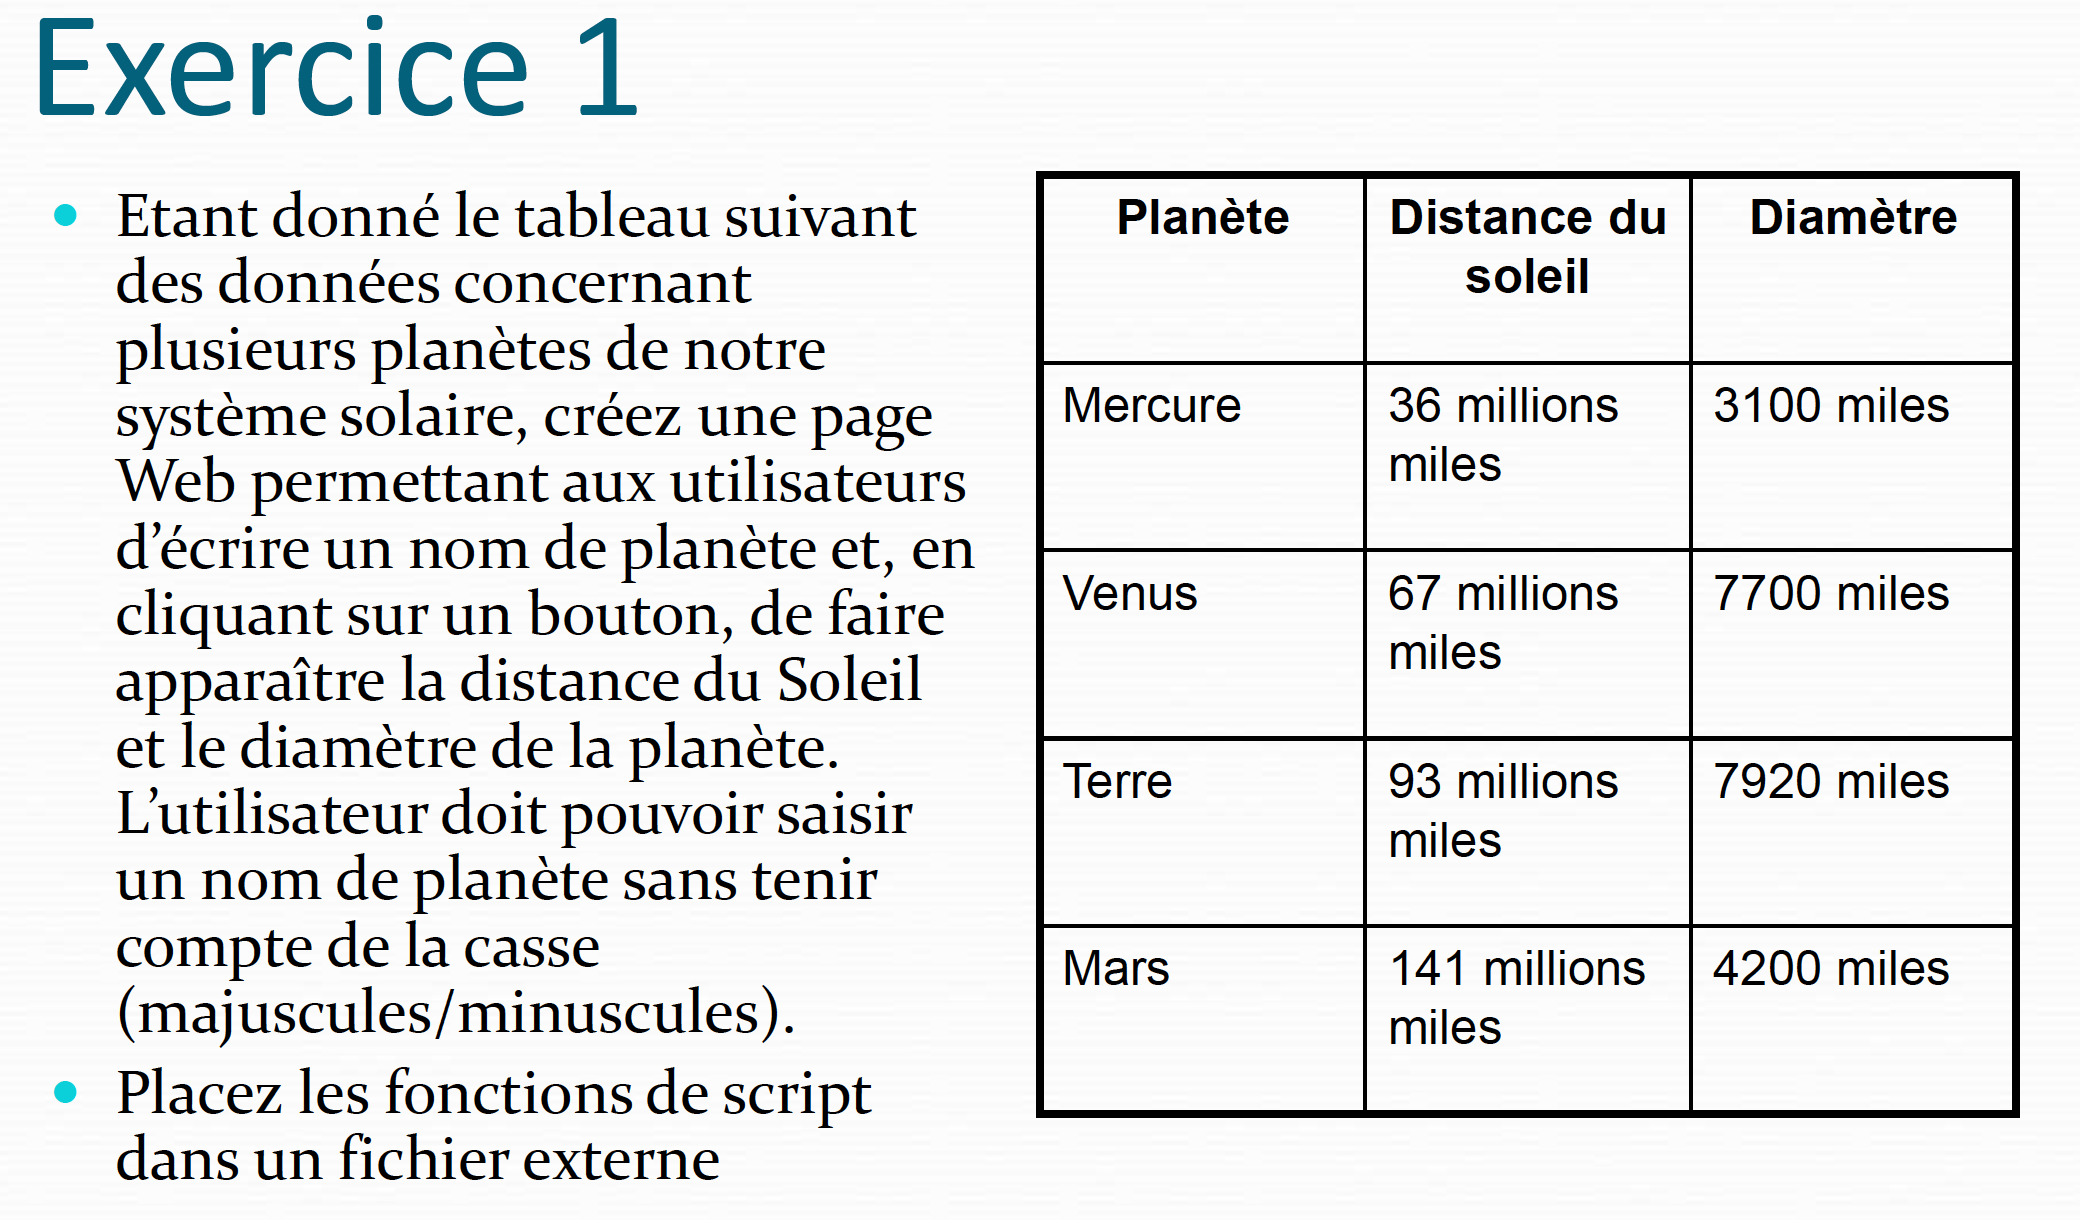 Exercice 1
• Etant donné le tableau suivant
des données concernant
plusieurs planètes de notre
système solaire, créez une page
Web permettant aux utilisateurs
d’écrire un nom de planète et, en
cliquant sur un bouton, de faire
apparaître la distance du Soleil
et le diamètre de la planète.
L’utilisateur doit pouvoir saisir
un nom de planète sans tenir
compte de la casse
(majuscules/minuscules).
• Placez les fonctions de script
dans un fichier externe
Planète
Distance du
soleil
Diamètre
Mercure
36 millions
miles
3100 miles
Venus
67 millions
miles
7700 miles
Terre
93 millions
miles
7920 miles
Mars
141 millions
miles
4200 miles